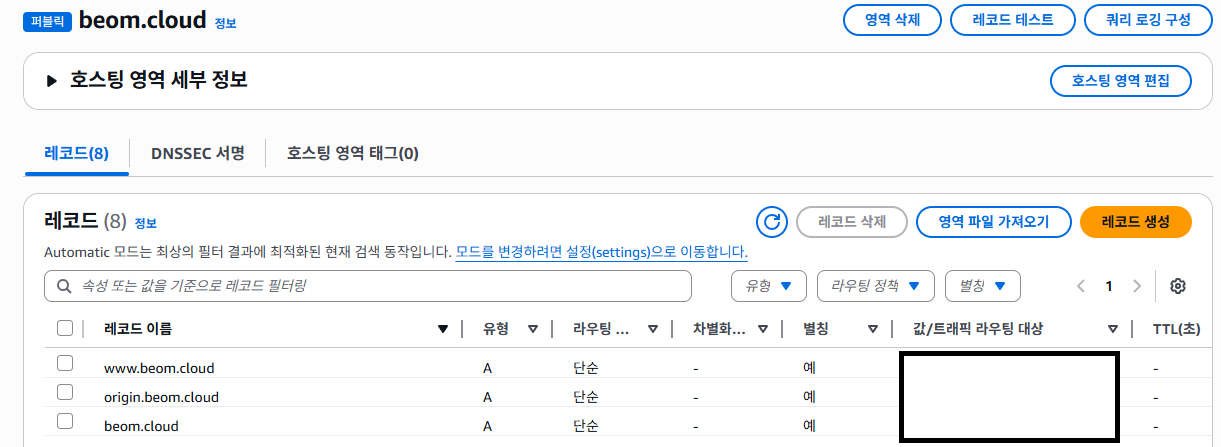 퍼블릭 beom.cloud 정보 영역 삭제 레코드 테스트 쿼리 로깅 구성
▶ 호스팅 영역 세부 정보 호스팅 영역 편집
레코드(8) DNSSEC 서명 호스팅 영역 태그(0)
레코드 (8) 정보 레코드 삭제 영역 파일 가져오기 레코드 생성
Automatic 모드는 최상의 필터 결과에 최적화된 현재 검색 동작입니다. 모드를 변경하려면 설정(settings)으로 이동합니다.
속성 또는 값을 기준으로 레코드 필터링 유형 ▼ 라우팅 정책 ▼ 별칭 ▼ 1
레코드 이름 유형 라우팅 ... 차별화... 별칭 값/트래픽 라우팅 대상 TTL(초)
www.beom.cloud A 단순 - 예 -
origin.beom.cloud A 단순 - 예 -
beom.cloud A 단순 - 예 -